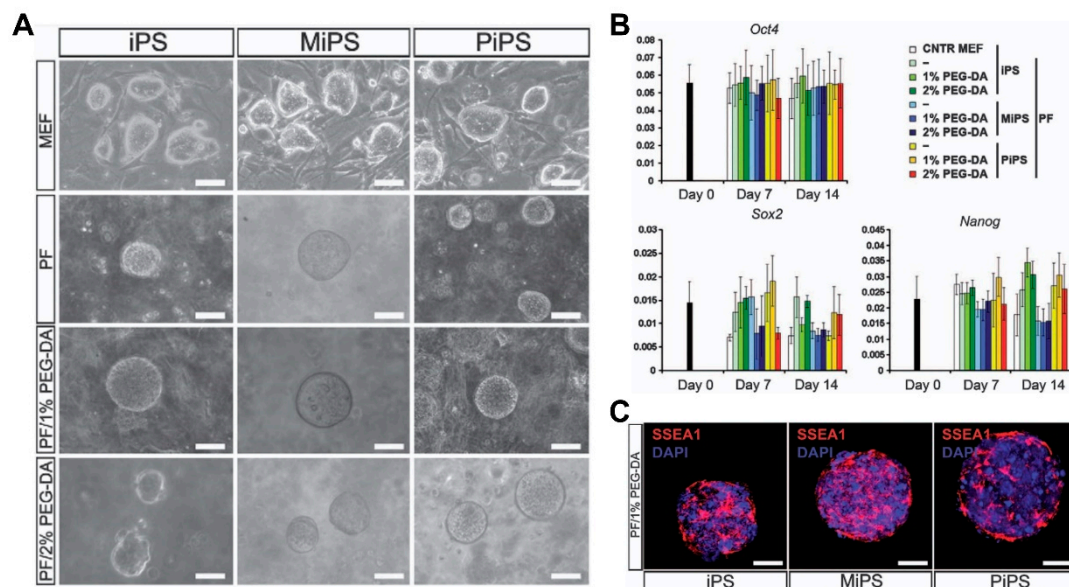 A
iPS
MiPS
PiPS
MEF
PF
PF/1% PEG-DA
PF/2% PEG-DA
B
Oct4
0.08
0.07
0.06
0.05
0.04
0.03
0.02
0.01
0
Day 0
Day 7
Day 14
CNTR MEF
–
1% PEG-DA
2% PEG-DA
iPS
–
1% PEG-DA
2% PEG-DA
MiPS
–
1% PEG-DA
2% PEG-DA
PiPS
PF
Sox2
0.03
0.025
0.02
0.015
0.01
0.005
0
Day 0
Day 7
Day 14
Nanog
0.045
0.04
0.035
0.03
0.025
0.02
0.015
0.01
0.005
0
Day 0
Day 7
Day 14
C
PF/1% PEG-DA
SSEA1
DAPI
SSEA1
DAPI
SSEA1
DAPI
iPS
MiPS
PiPS